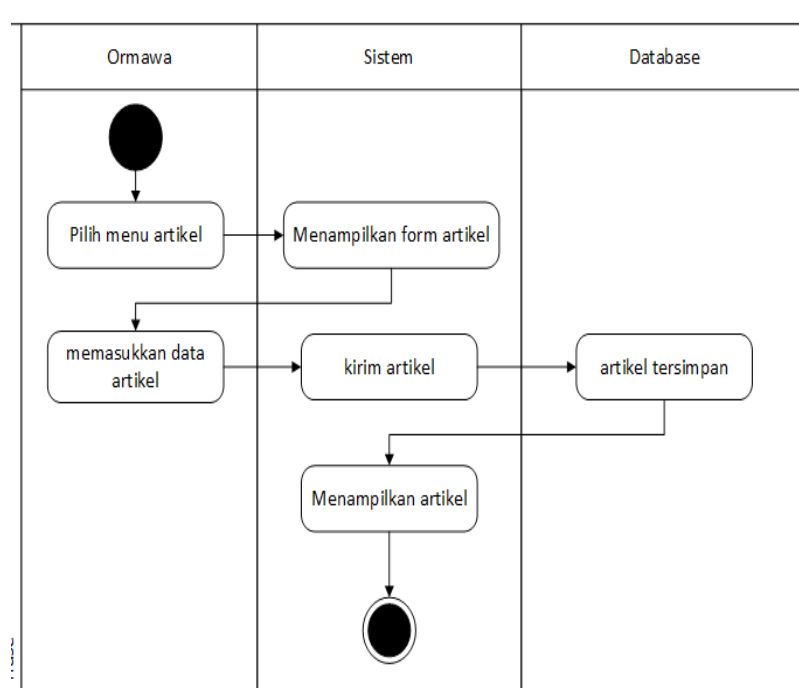 Ormawa
Sistem
Database
Pilih menu artikel
Menampilkan form artikel
memasukkan data
artikel
kirim artikel
artikel tersimpan
Menampilkan artikel